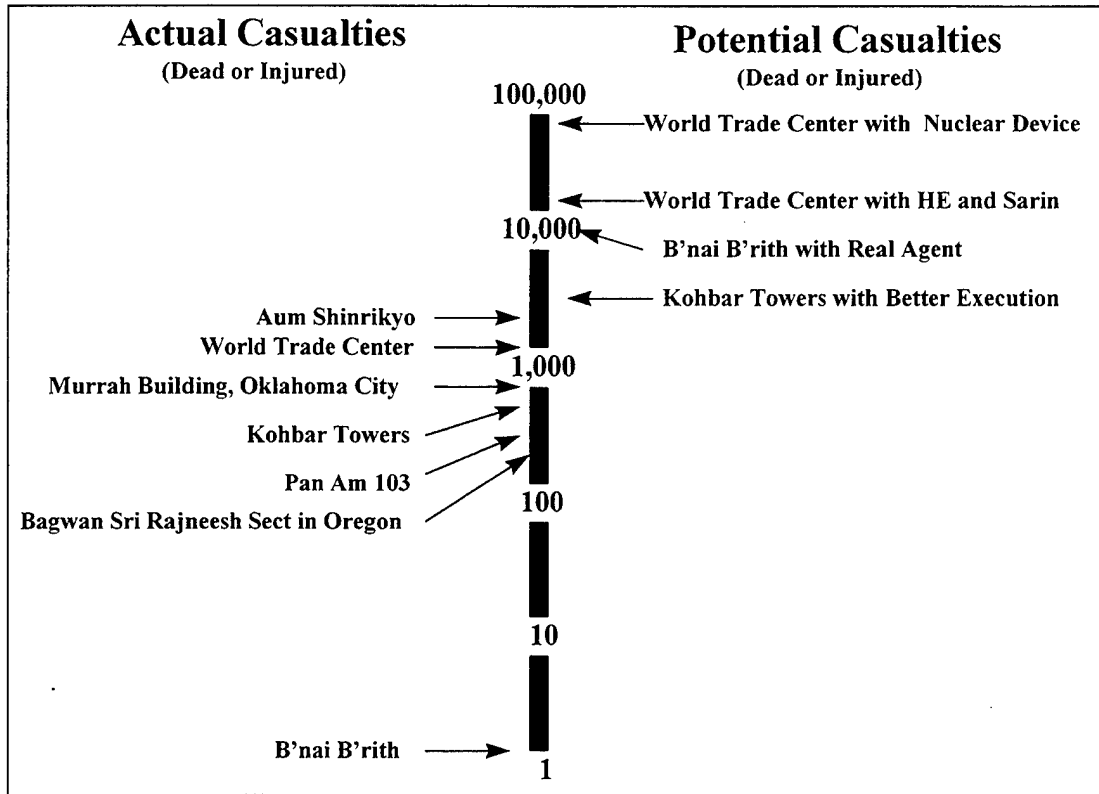 Actual Casualties
(Dead or Injured)
Potential Casualties
(Dead or Injured)
100,000
World Trade Center with Nuclear Device
World Trade Center with HE and Sarin
10,000
B'nai B'rith with Real Agent
Kohbar Towers with Better Execution
Aum Shinrikyo
World Trade Center
1,000
Murrah Building, Oklahoma City
Kohbar Towers
Pan Am 103
100
Bagwan Sri Rajneesh Sect in Oregon
10
B'nai B'rith
1